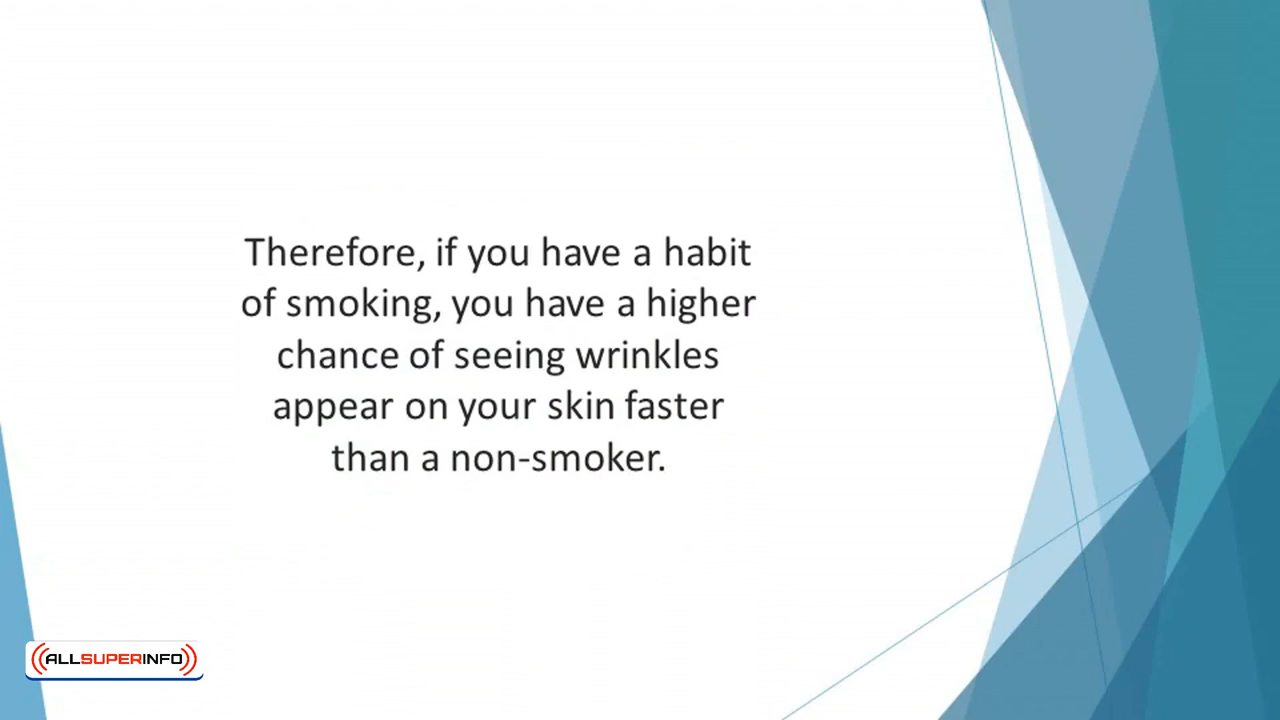 Therefore, if you have a habit
of smoking, you have a higher
chance of seeing wrinkles
appear on your skin faster
than a non-smoker.
ALLSUPERINFO